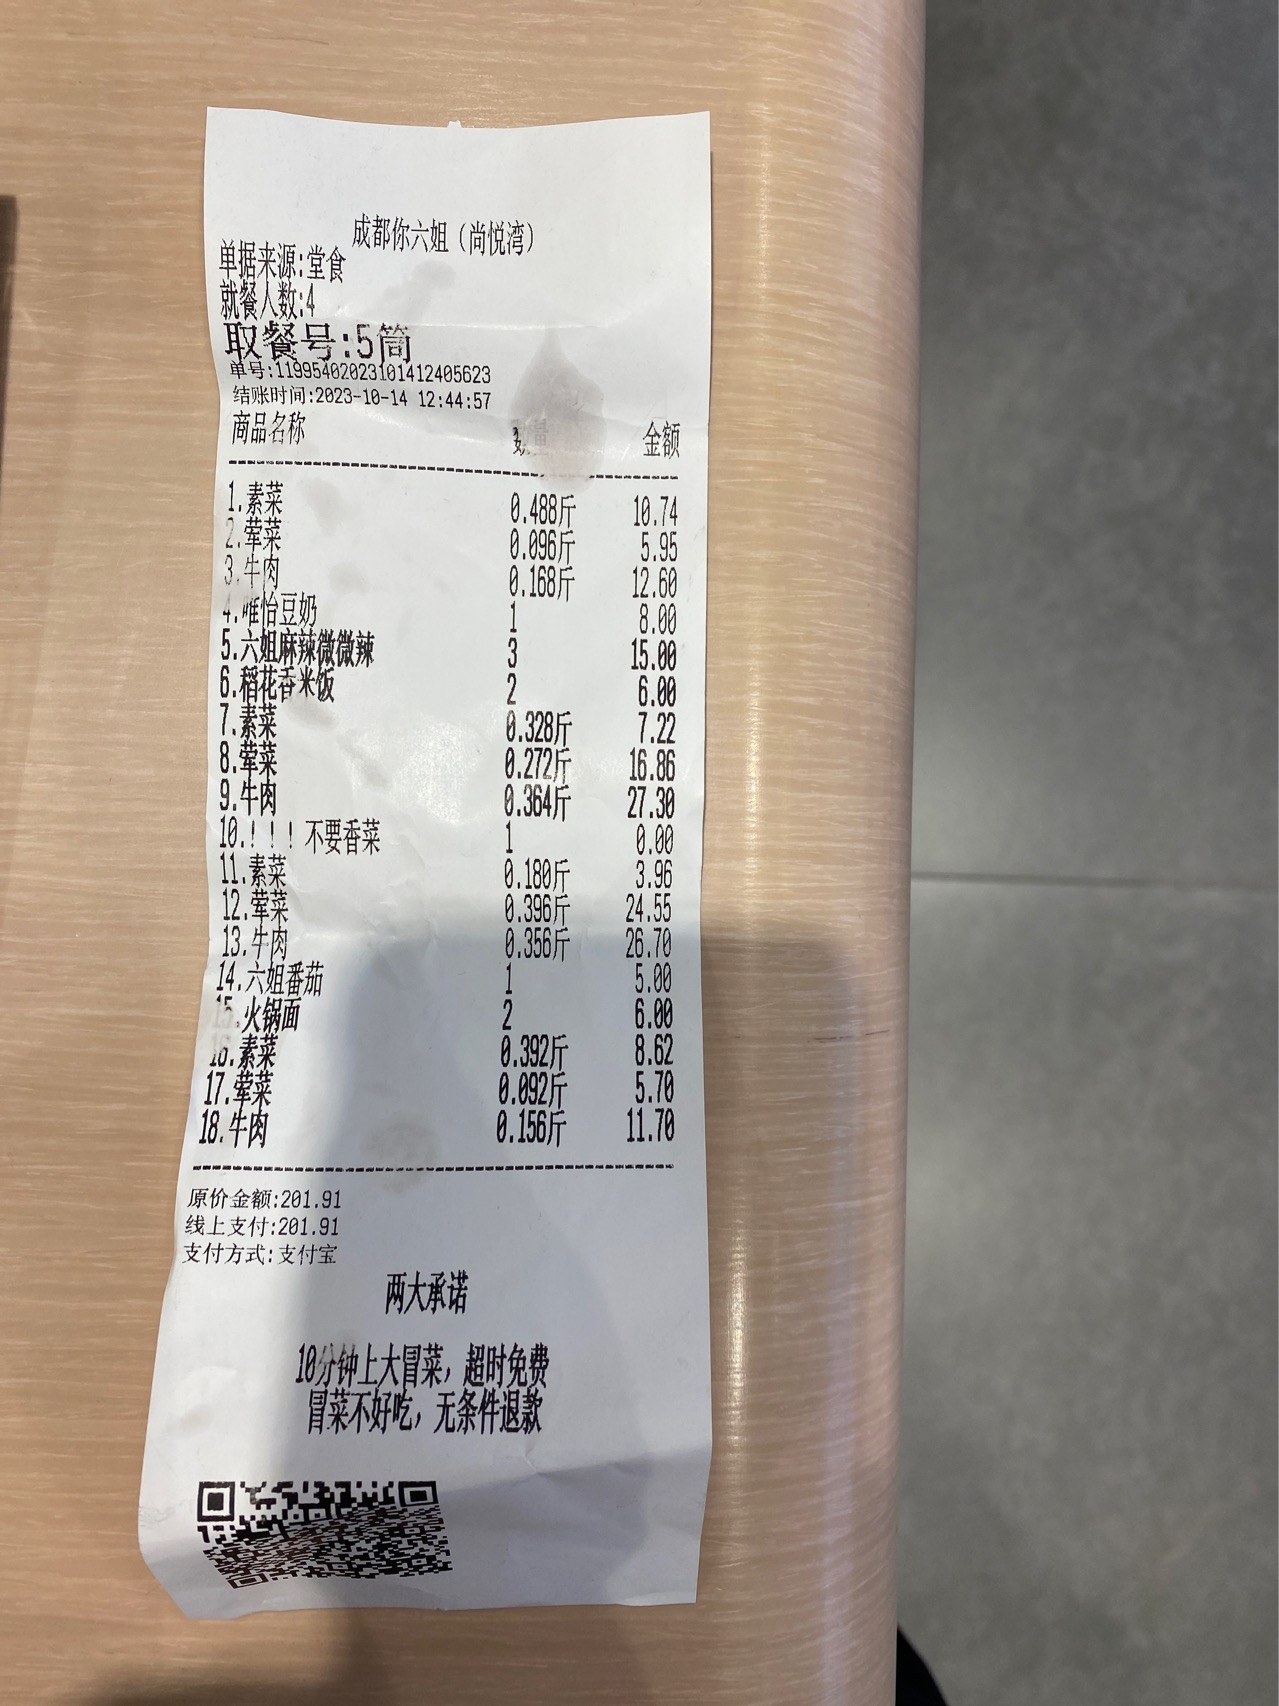 成都你六姐（尚悦湾）
单据来源:堂食
就餐人数:4
取餐号:5筒
单号:11995402023101412405623
结账时间:2023-10-14 12:44:57
商品名称 数量 金额
1.素菜 0.488斤 10.74
2.荤菜 0.096斤 5.95
3.牛肉 0.168斤 12.60
4.唯怡豆奶 1 8.00
5.六姐麻辣微微辣 3 15.00
6.稻花香米饭 2 6.00
7.素菜 0.328斤 7.22
8.荤菜 0.272斤 16.86
9.牛肉 0.364斤 27.30
10.！！！不要香菜 1 0.00
11.素菜 0.180斤 3.96
12.荤菜 0.396斤 24.55
13.牛肉 0.356斤 26.70
14.六姐番茄 1 5.00
15.火锅面 2 6.00
16.素菜 0.392斤 8.62
17.荤菜 0.092斤 5.70
18.牛肉 0.156斤 11.70
原价金额:201.91
线上支付:201.91
支付方式:支付宝
两大承诺
10分钟上大冒菜，超时免费
冒菜不好吃，无条件退款